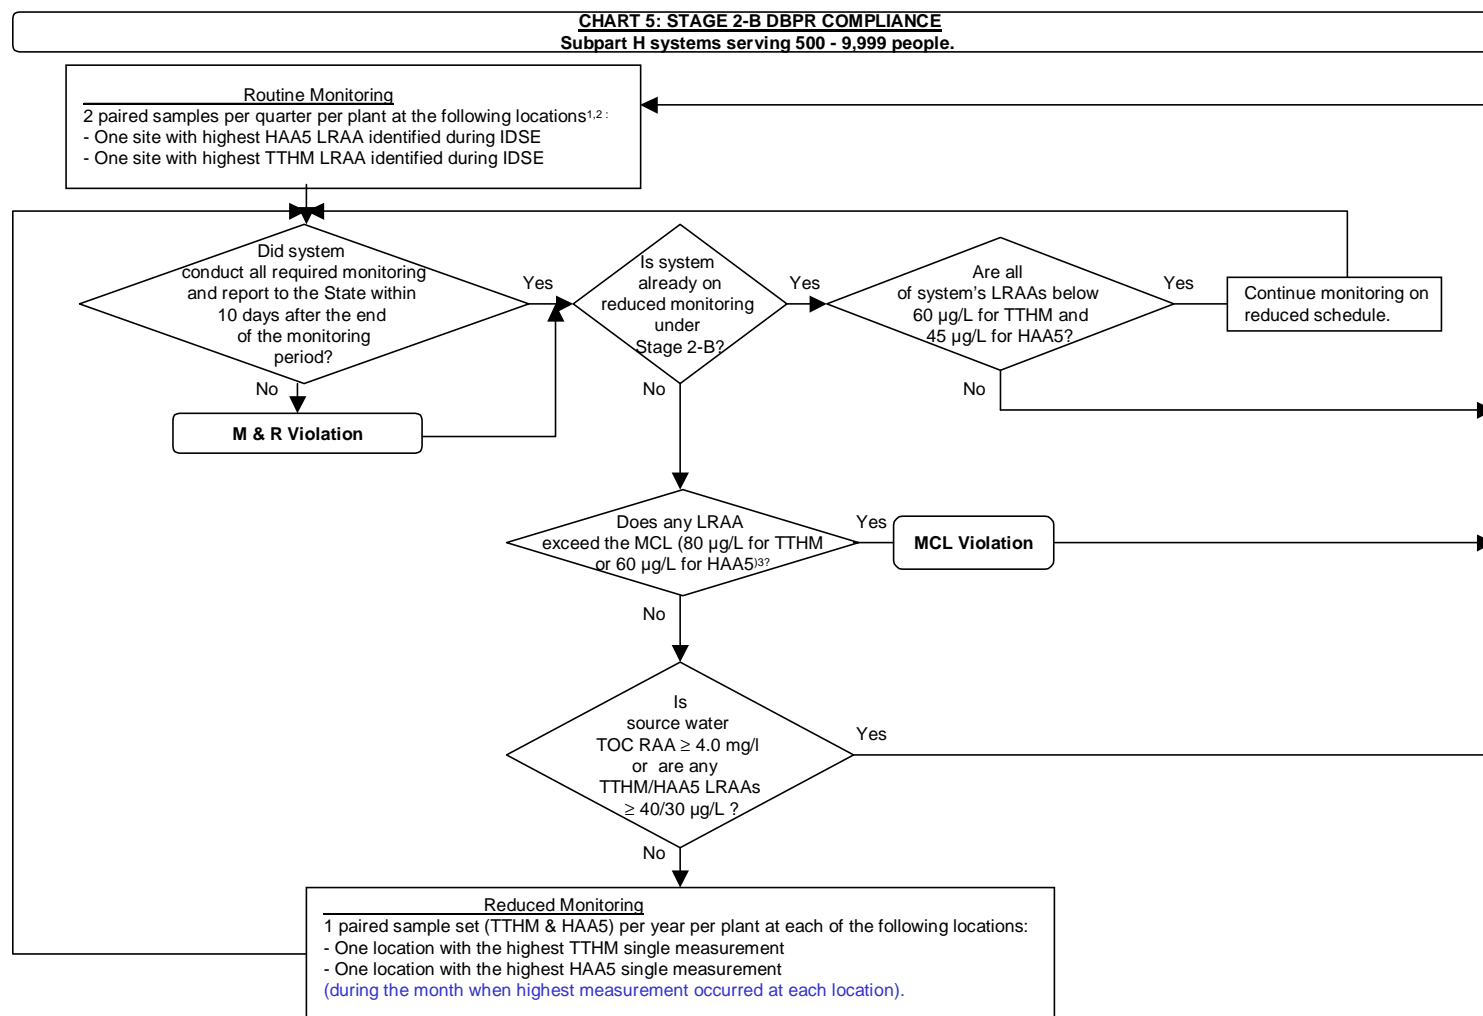 CHART 5: STAGE 2-B DBPR COMPLIANCE
Subpart H systems serving 500 - 9,999 people.
Routine Monitoring
2 paired samples per quarter per plant at the following locations1,2 :
- One site with highest HAA5 LRAA identified during IDSE
- One site with highest TTHM LRAA identified during IDSE
Did system
conduct all required monitoring
and report to the State within
10 days after the end
of the monitoring
period?
Yes
No
M & R Violation
Is system
already on
reduced monitoring
under
Stage 2-B?
Yes
No
Are all
of system's LRAAs below
60 µg/L for TTHM and
45 µg/L for HAA5?
Yes
No
Continue monitoring on
reduced schedule.
Does any LRAA
exceed the MCL (80 µg/L for TTHM
or 60 µg/L for HAA5)3?
Yes
MCL Violation
No
Is
source water
TOC RAA ≥ 4.0 mg/l
or are any
TTHM/HAA5 LRAAs
≥ 40/30 µg/L ?
Yes
No
Reduced Monitoring
1 paired sample set (TTHM & HAA5) per year per plant at each of the following locations:
- One location with the highest TTHM single measurement
- One location with the highest HAA5 single measurement
(during the month when highest measurement occurred at each location).